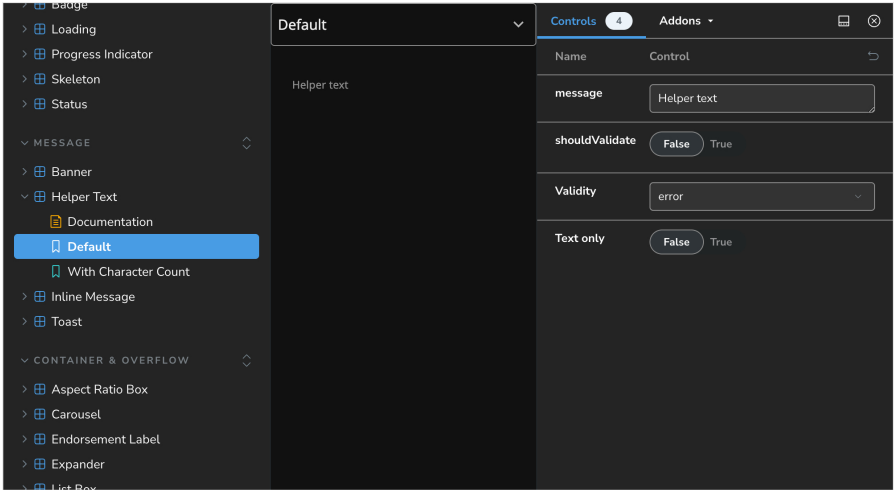 Badge
Loading
Progress Indicator
Skeleton
Status
MESSAGE
Banner
Helper Text
Documentation
Default
With Character Count
Inline Message
Toast
CONTAINER & OVERFLOW
Aspect Ratio Box
Carousel
Endorsement Label
Expander
List Box
Default
Helper text
Controls 4 Addons
Name Control
message Helper text
shouldValidate False True
Validity error
Text only False True